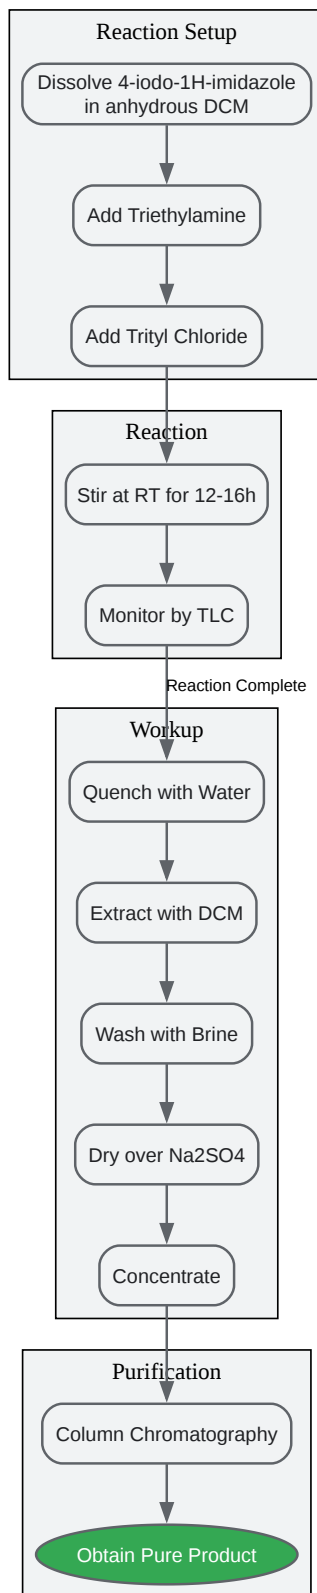 Reaction Setup
Dissolve 4-iodo-1H-imidazole
in anhydrous DCM
Add Triethylamine
Add Trityl Chloride
Reaction
Stir at RT for 12-16h
Monitor by TLC
Reaction Complete
Workup
Quench with Water
Extract with DCM
Wash with Brine
Dry over Na2SO4
Concentrate
Purification
Column Chromatography
Obtain Pure Product